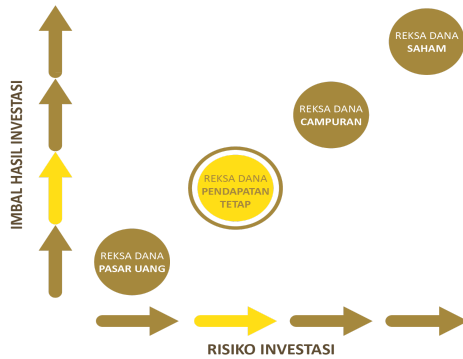 REKSA DANA
SAHAM
REKSA DANA
CAMPURAN
REKSA DANA
PENDAPATAN
TETAP
REKSA DANA
PASAR UANG
IMBAL HASIL INVESTASI
RISIKO INVESTASI